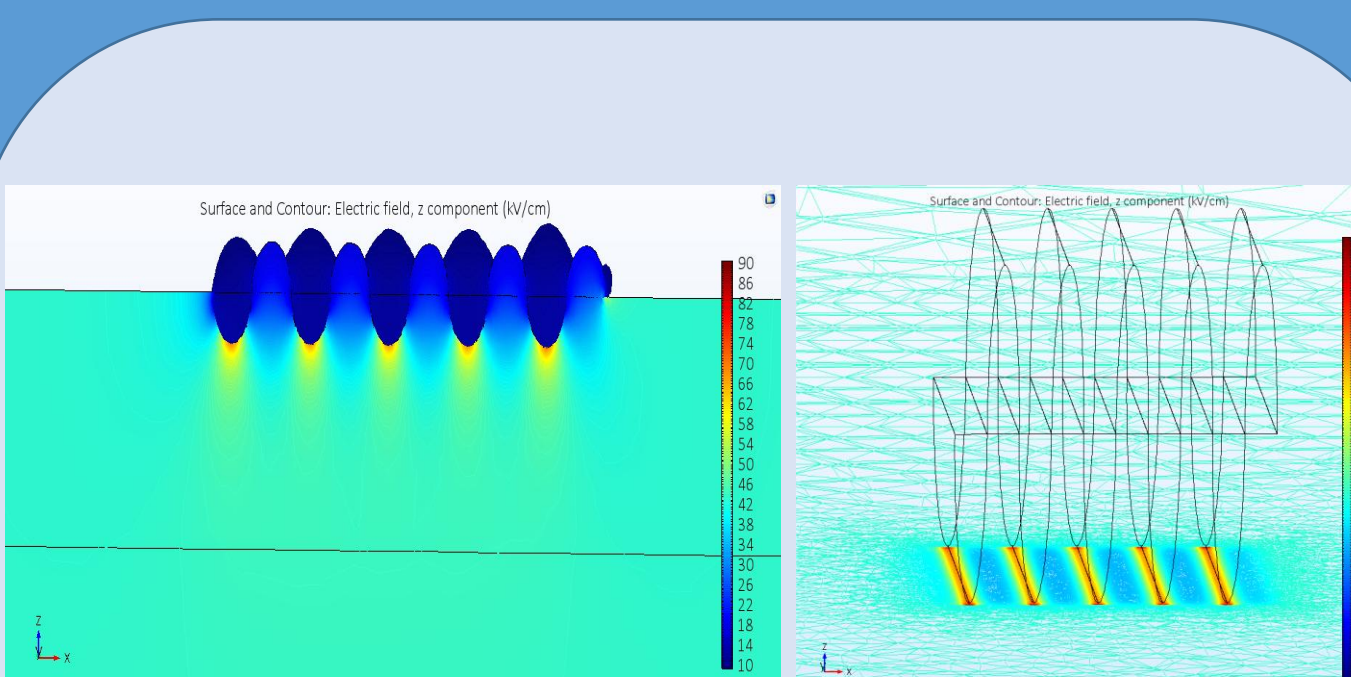 Surface and Contour: Electric field, z component (kV/cm)
90
86
82
78
74
70
66
62
58
54
50
46
42
38
34
30
26
22
18
14
10
Z
Y
X
Surface and Contour: Electric field, z component (kV/cm)
Z
Y
X